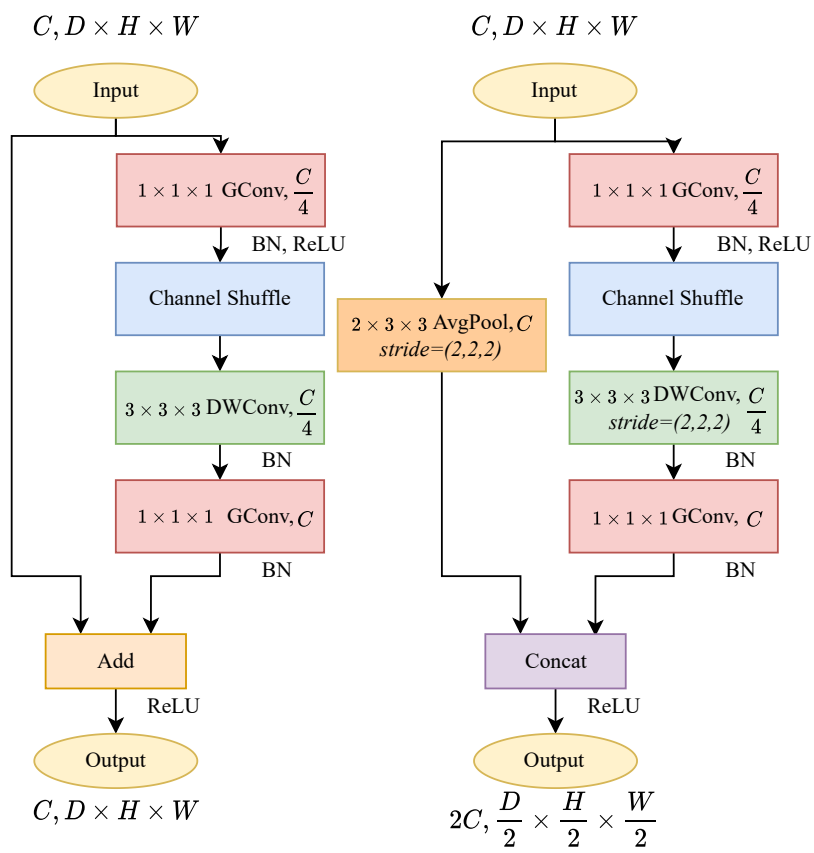 C, D × H × W
Input
1 × 1 × 1 GConv, C/4
BN, ReLU
Channel Shuffle
3 × 3 × 3 DWConv, C/4
BN
1 × 1 × 1 GConv, C
BN
Add
ReLU
Output
C, D × H × W
C, D × H × W
Input
1 × 1 × 1 GConv, C/4
BN, ReLU
Channel Shuffle
2 × 3 × 3 AvgPool, C
stride=(2,2,2)
3 × 3 × 3 DWConv, C/4
stride=(2,2,2)
BN
1 × 1 × 1 GConv, C
BN
Concat
ReLU
Output
2C, D/2 × H/2 × W/2